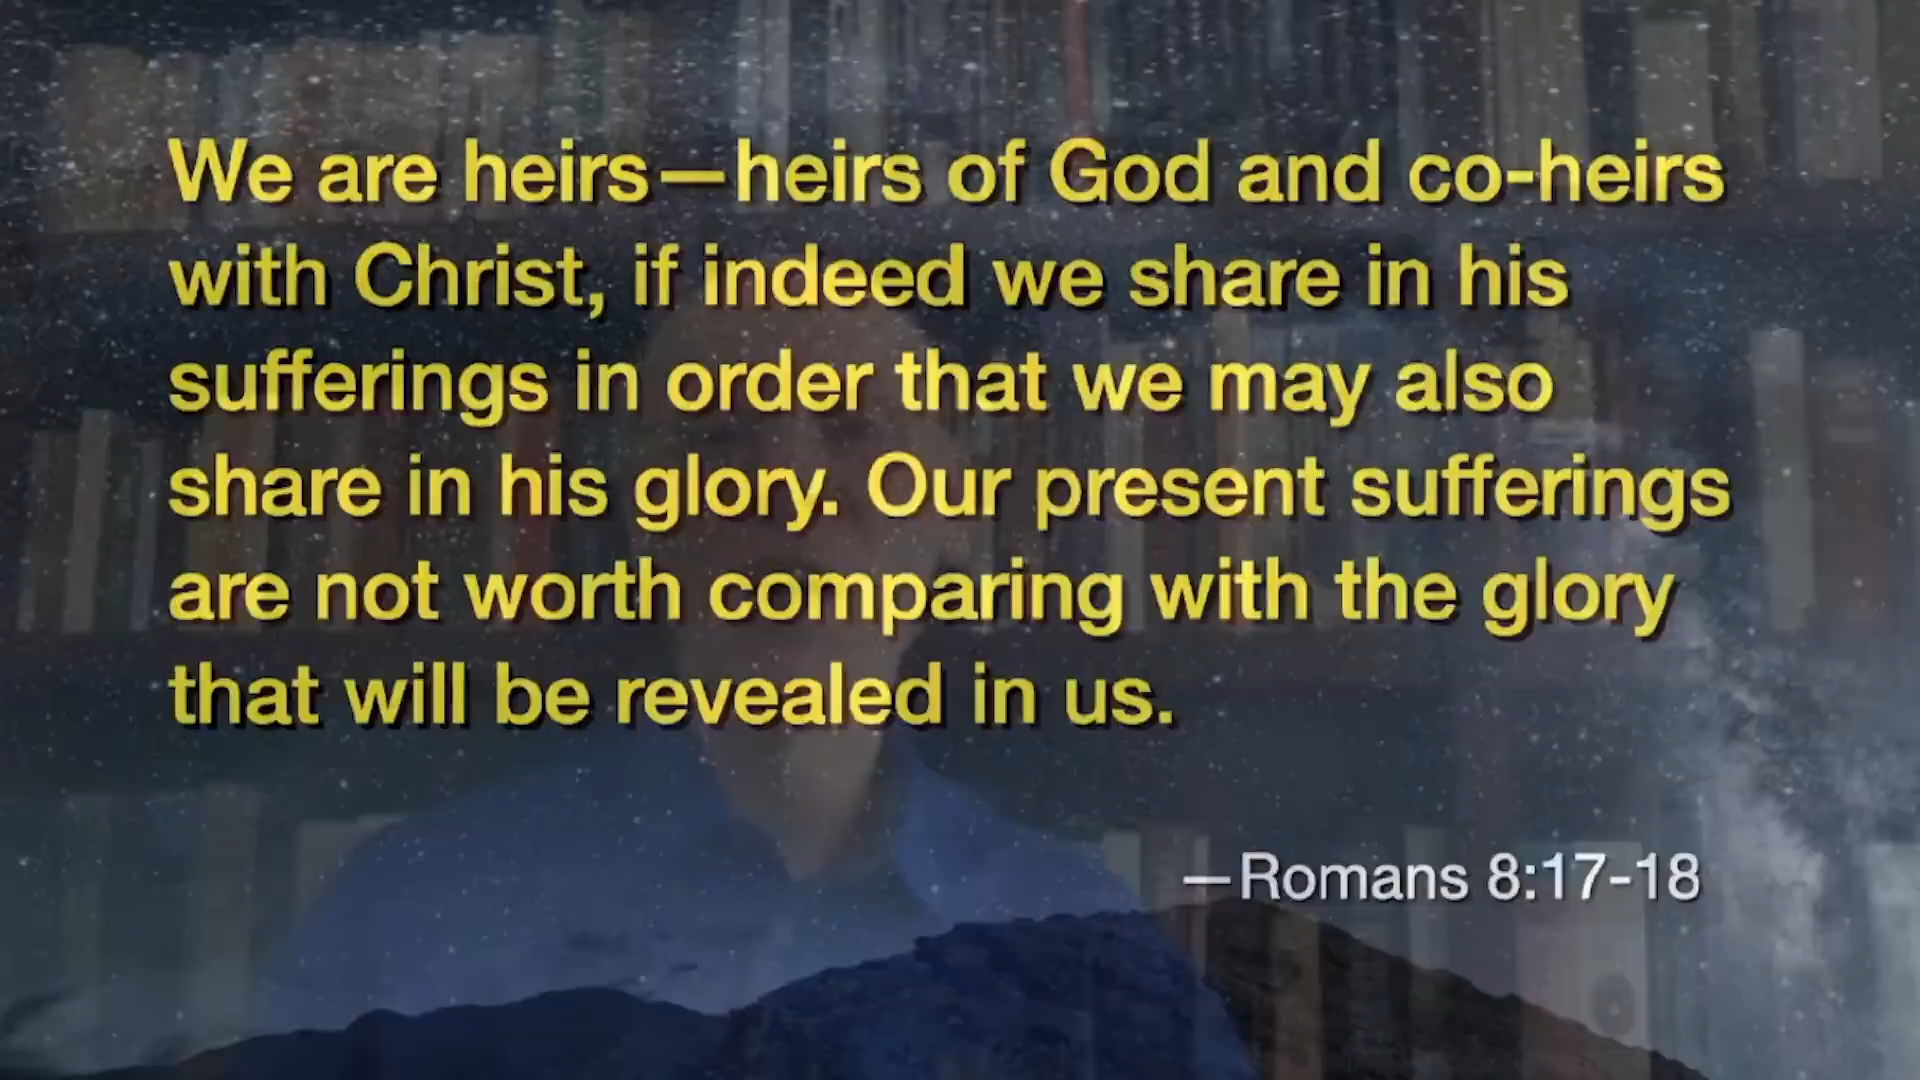 We are heirs—heirs of God and co-heirs
with Christ, if indeed we share in his
sufferings in order that we may also
share in his glory. Our present sufferings
are not worth comparing with the glory
that will be revealed in us.
—Romans 8:17-18